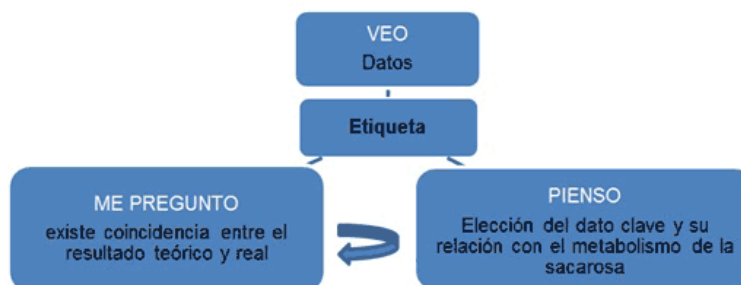 VEO
Datos
Etiqueta
ME PREGUNTO
existe coincidencia entre el
resultado teórico y real
PIENSO
Elección del dato clave y su
relación con el metabolismo de la
sacarosa